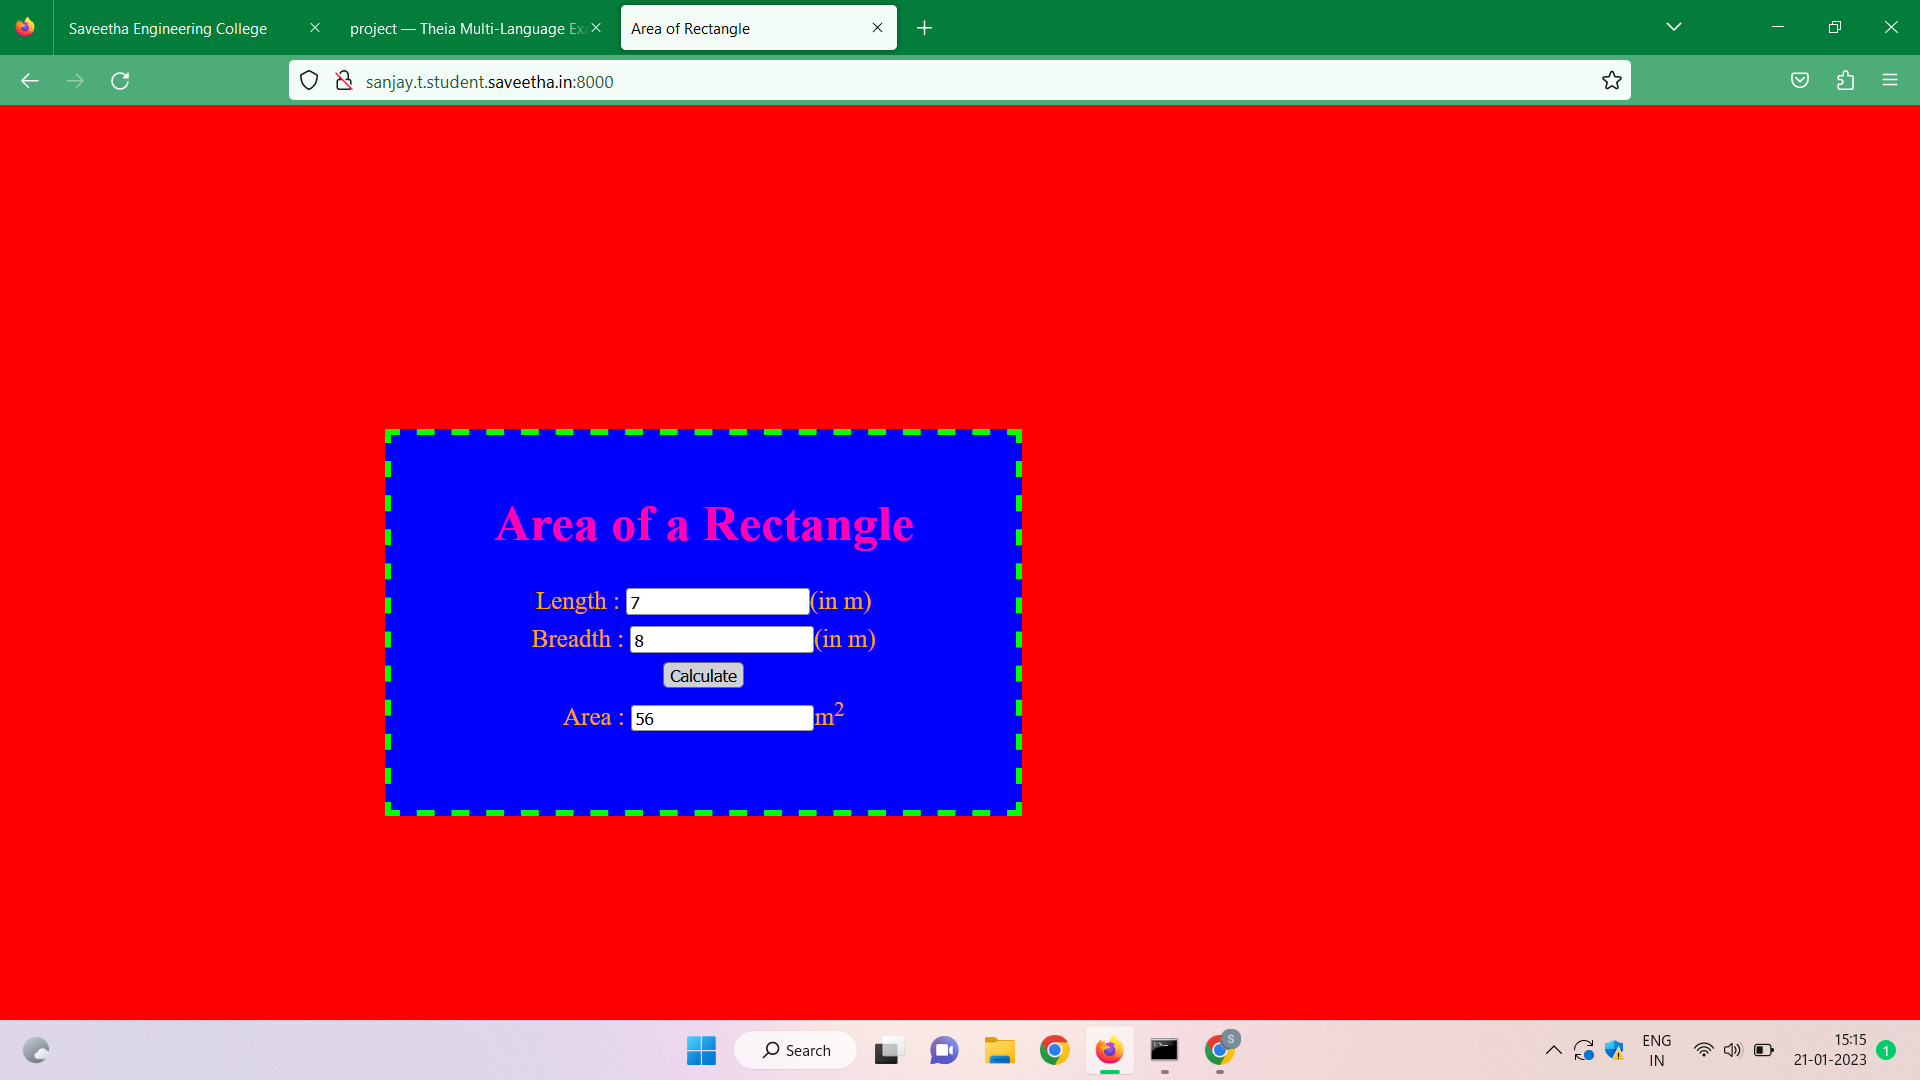 Saveetha Engineering College
project — Theia Multi-Language Ex
Area of Rectangle
sanjay.t.student.saveetha.in:8000
Area of a Rectangle
Length : 7 (in m)
Breadth : 8 (in m)
Calculate
Area : 56 m2
Search
S
ENG
IN
15:15
21-01-2023
1